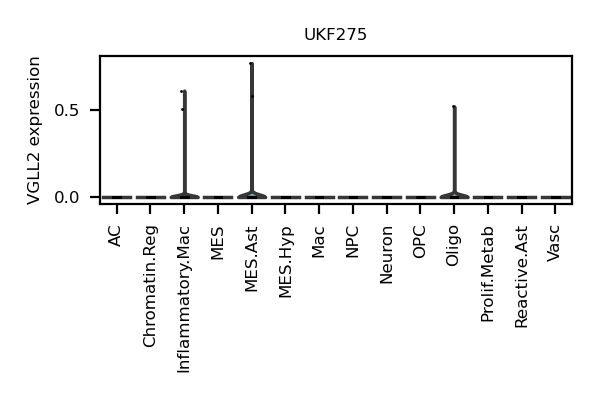 UKF275
VGLL2 expression
0.5
0.0
AC
Chromatin.Reg
Inflammatory.Mac
MES
MES.Ast
MES.Hyp
Mac
NPC
Neuron
OPC
Oligo
Prolif.Metab
Reactive.Ast
Vasc